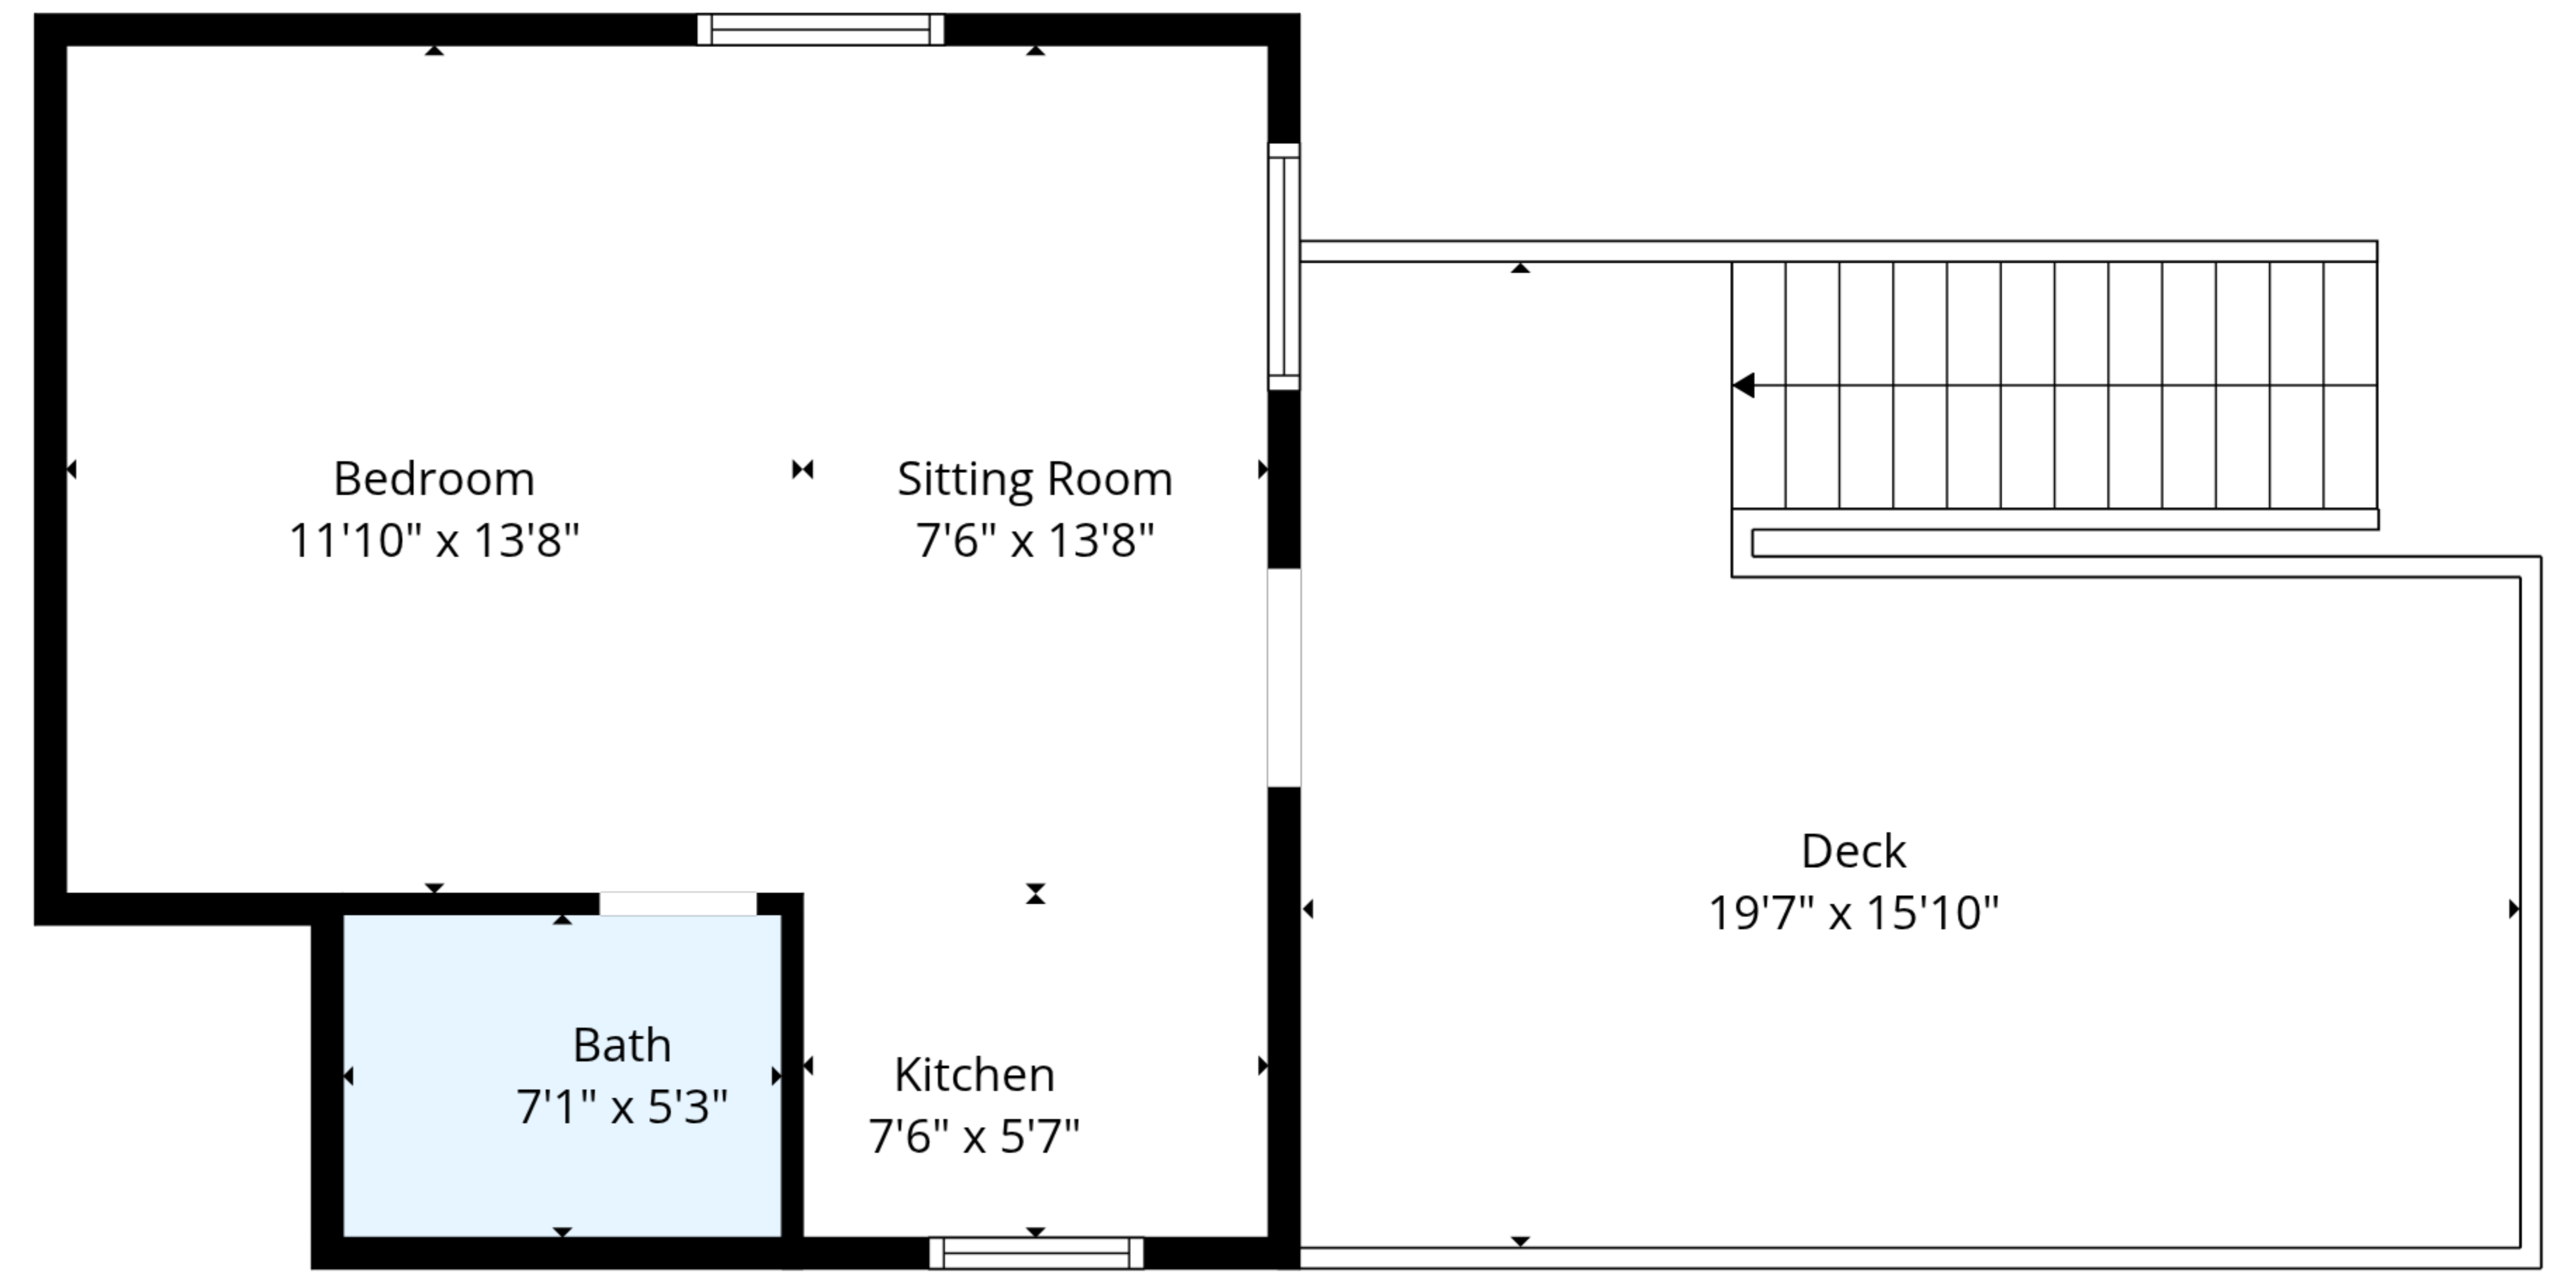 Bedroom
11'10" x 13'8"
Sitting Room
7'6" x 13'8"
Deck
19'7" x 15'10"
Bath
7'1" x 5'3"
Kitchen
7'6" x 5'7"